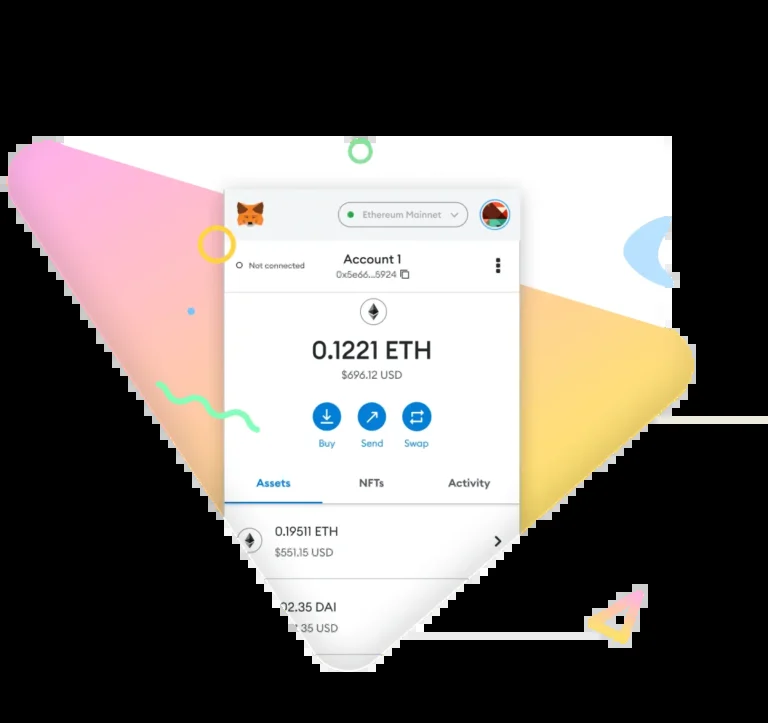 Ethereum Mainnet
Not connected
Account 1
0x5e66...5924
0.1221 ETH
$696.12 USD
Buy Send Swap
Assets NFTs Activity
0.19511 ETH
$551.15 USD
02.35 DAI
35 USD